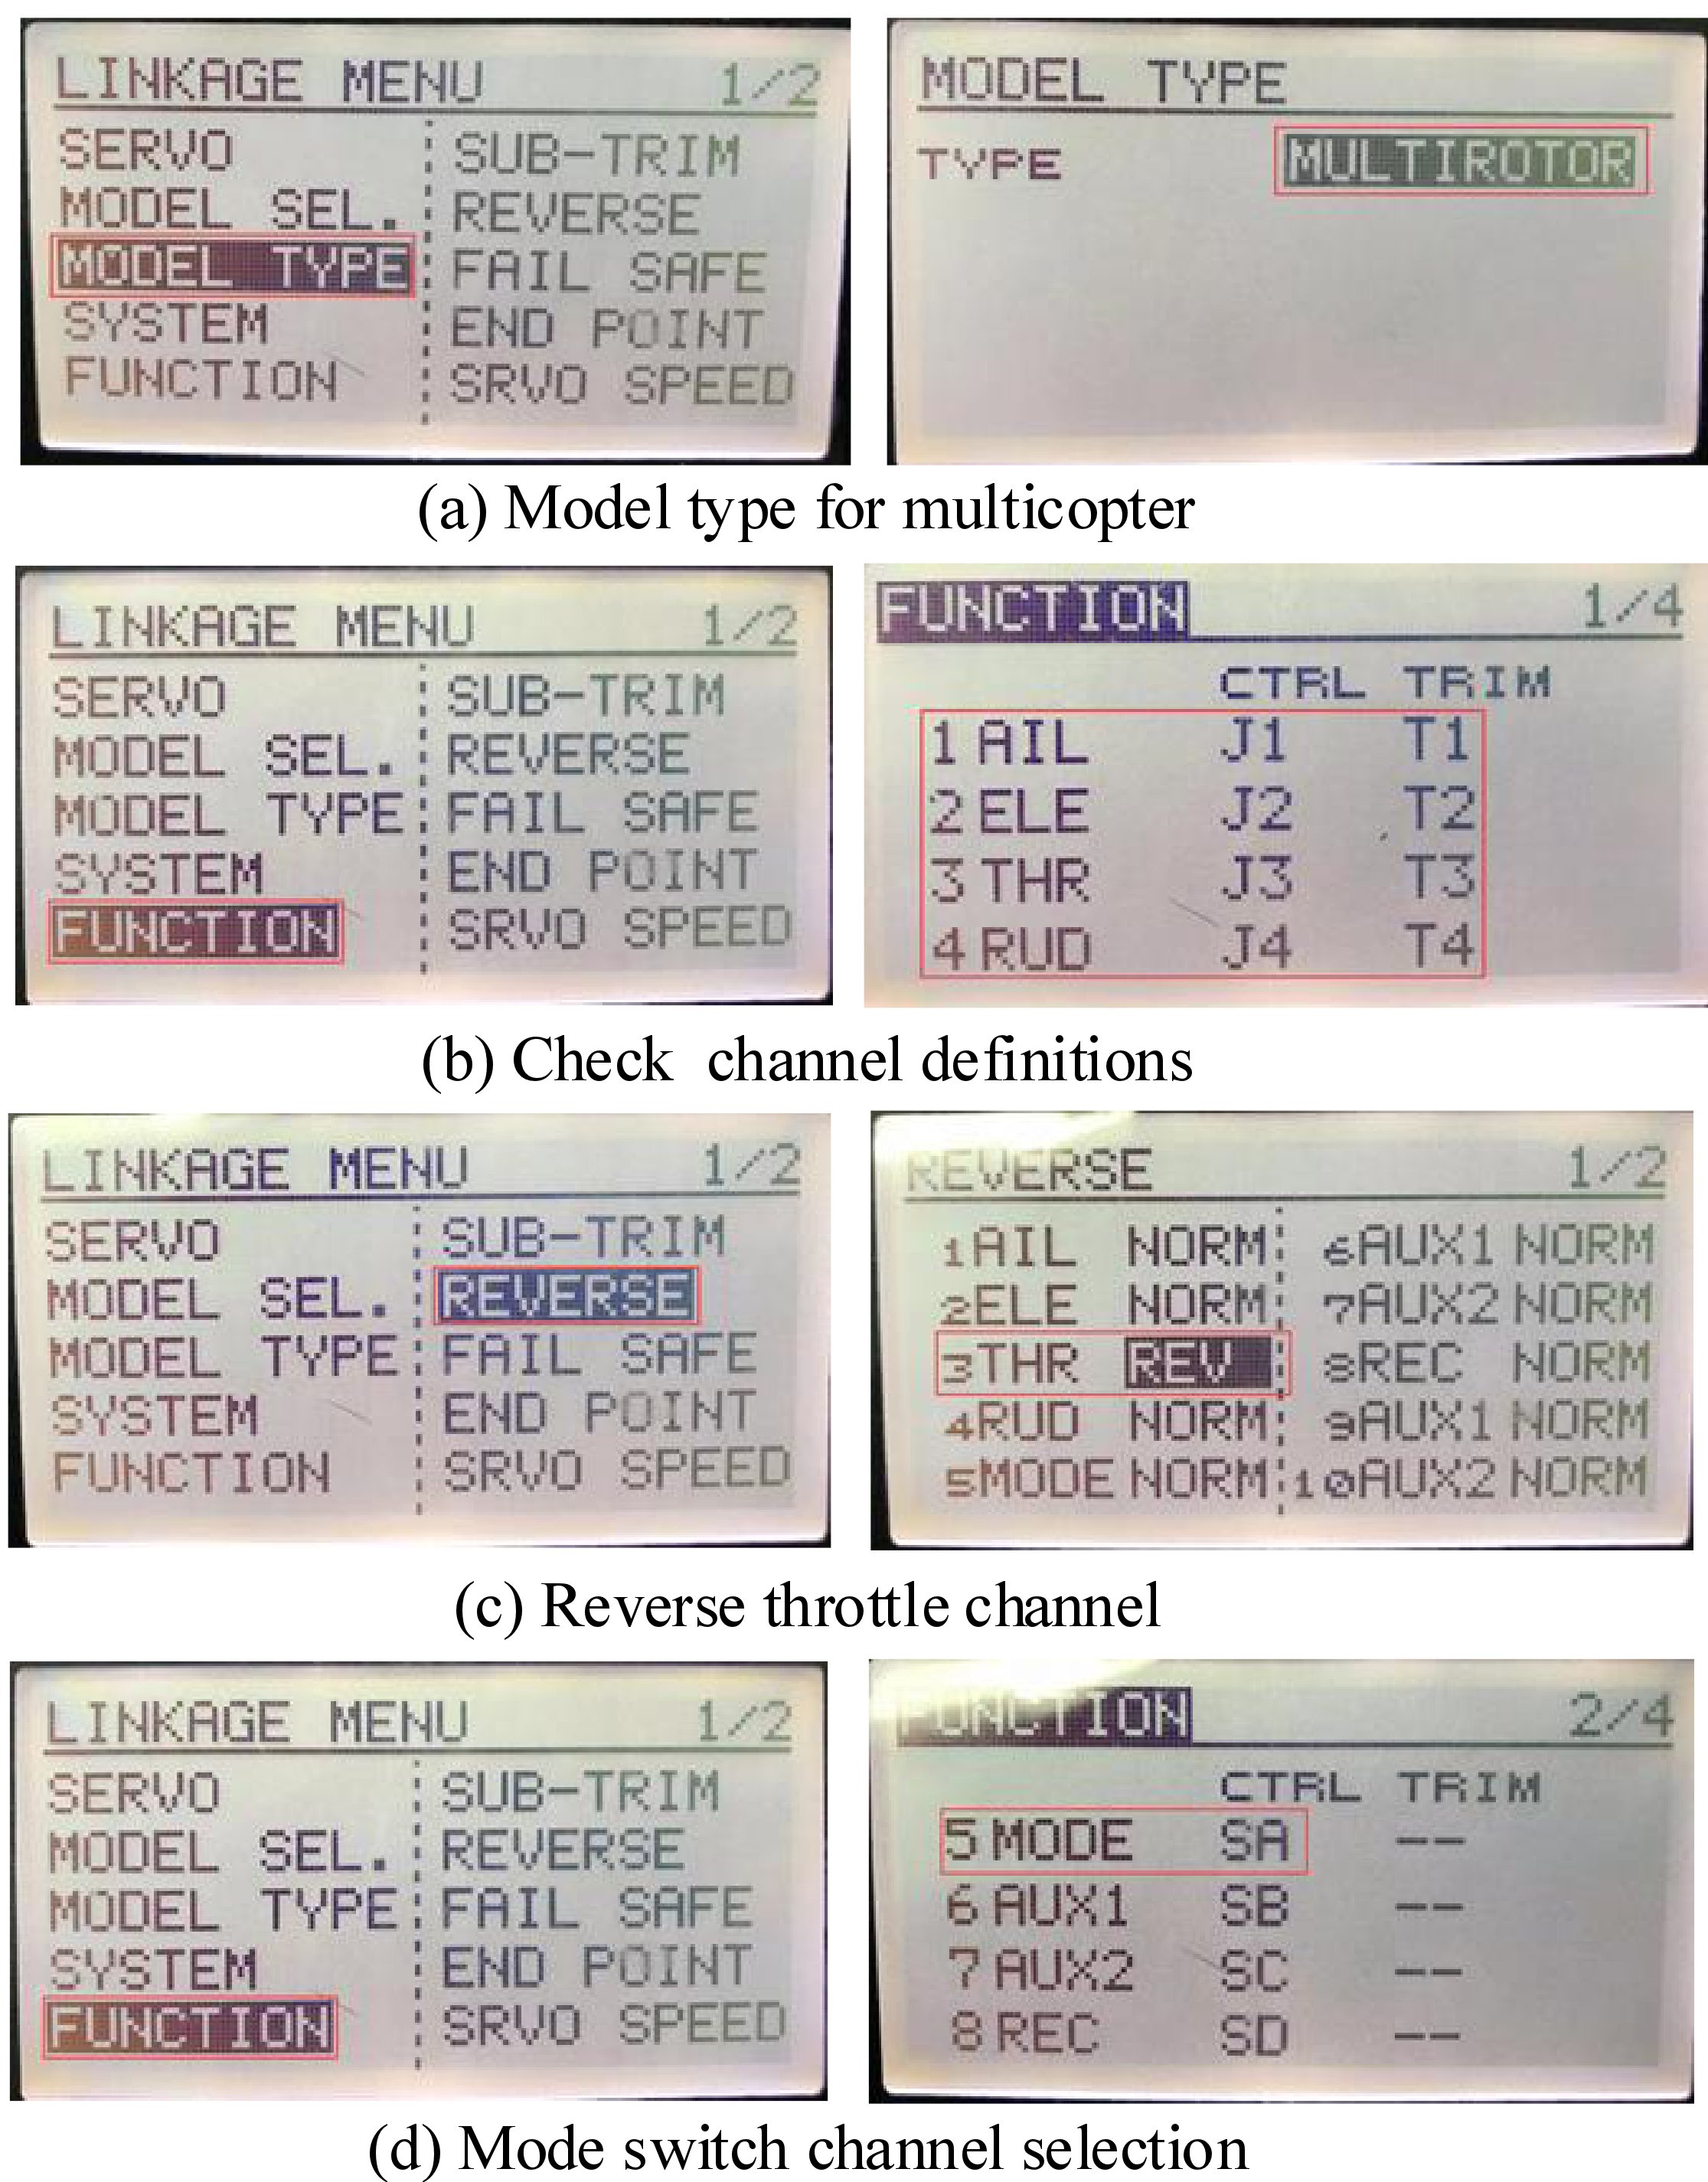 LINKAGE MENU 1/2
SERVO SUB-TRIM
MODEL SEL. REVERSE
MODEL TYPE FAIL SAFE
SYSTEM END POINT
FUNCTION SRVO SPEED
MODEL TYPE
TYPE MULTIROTOR
(a) Model type for multicopter
LINKAGE MENU 1/2
SERVO SUB-TRIM
MODEL SEL. REVERSE
MODEL TYPE FAIL SAFE
SYSTEM END POINT
FUNCTION SRVO SPEED
FUNCTION 1/4
CTRL TRIM
1 AIL J1 T1
2 ELE J2 T2
3 THR J3 T3
4 RUD J4 T4
(b) Check channel definitions
LINKAGE MENU 1/2
SERVO SUB-TRIM
MODEL SEL. REVERSE
MODEL TYPE FAIL SAFE
SYSTEM END POINT
FUNCTION SRVO SPEED
REVERSE 1/2
1AIL NORM 6AUX1 NORM
2ELE NORM 7AUX2 NORM
3THR REV 8REC NORM
4RUD NORM 9AUX1 NORM
5MODE NORM 10AUX2 NORM
(c) Reverse throttle channel
LINKAGE MENU 1/2
SERVO SUB-TRIM
MODEL SEL. REVERSE
MODEL TYPE FAIL SAFE
SYSTEM END POINT
FUNCTION SRVO SPEED
FUNCTION 2/4
CTRL TRIM
5 MODE SA --
6 AUX1 SB --
7 AUX2 SC --
8 REC SD --
(d) Mode switch channel selection